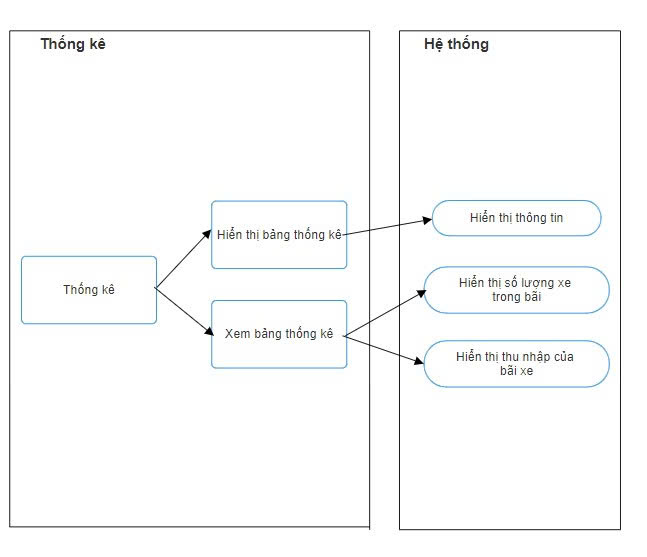 Thống kê
Hệ thống
Hiển thị bảng thống kê
Hiển thị thông tin
Thống kê
Hiển thị số lượng xe
trong bãi
Xem bảng thống kê
Hiển thị thu nhập của
bãi xe